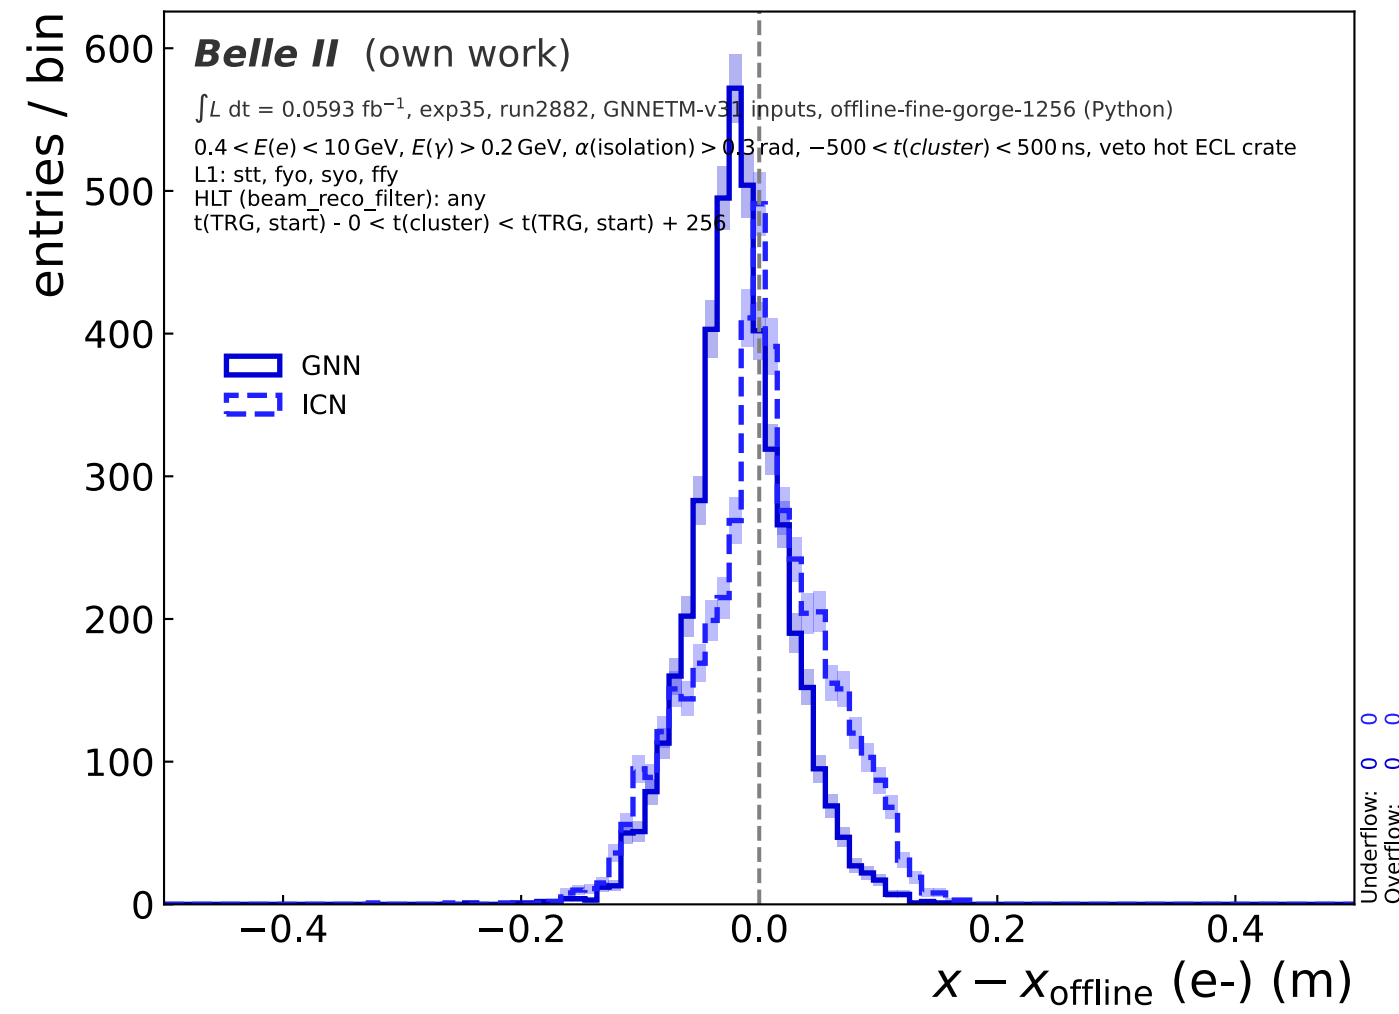 entries / bin
600
500
400
300
200
100
0
Belle II (own work)
∫L dt = 0.0593 fb⁻¹, exp35, run2882, GNNETM-v31 inputs, offline-fine-gorge-1256 (Python)
0.4 < E(e) < 10 GeV, E(γ) > 0.2 GeV, α(isolation) > 0.3 rad, −500 < t(cluster) < 500 ns, veto hot ECL crate
L1: stt, fyo, syo, ffy
HLT (beam_reco_filter): any
t(TRG, start) - 0 < t(cluster) < t(TRG, start) + 256
GNN
ICN
−0.4 −0.2 0.0 0.2 0.4
x − x_offline (e-) (m)
Underflow: 0 0
Overflow: 0 0